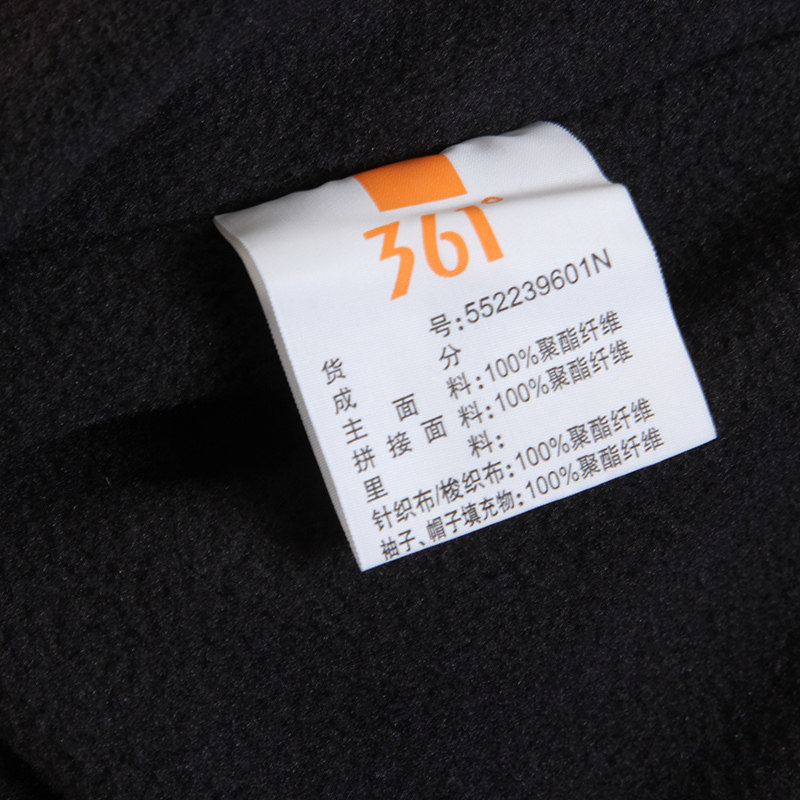 361°
货号:552239601N
成分
主面料:100%聚酯纤维
拼接面料:100%聚酯纤维
里料:
针织布/梭织布:100%聚酯纤维
袖子、帽子填充物:100%聚酯纤维